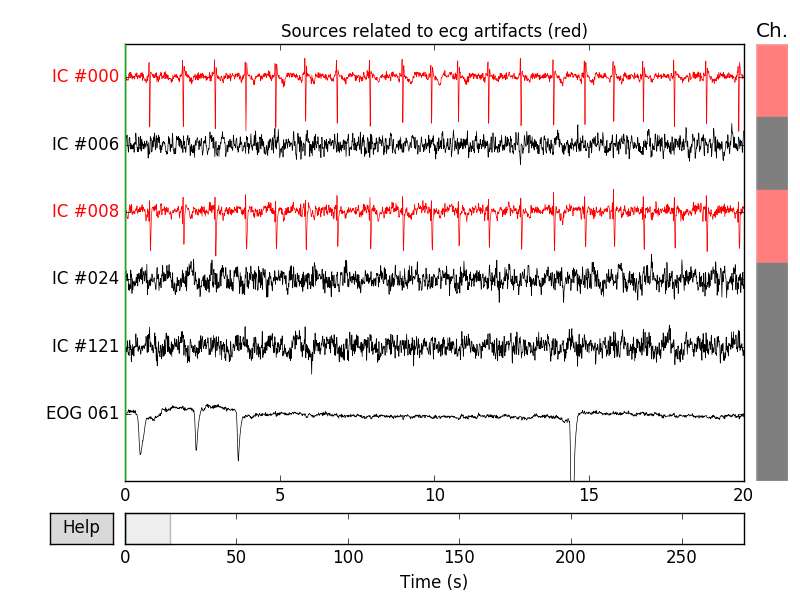 Sources related to ecg artifacts (red)
Ch.
IC #000
IC #006
IC #008
IC #024
IC #121
EOG 061
0 5 10 15 20
Help
0 50 100 150 200 250
Time (s)